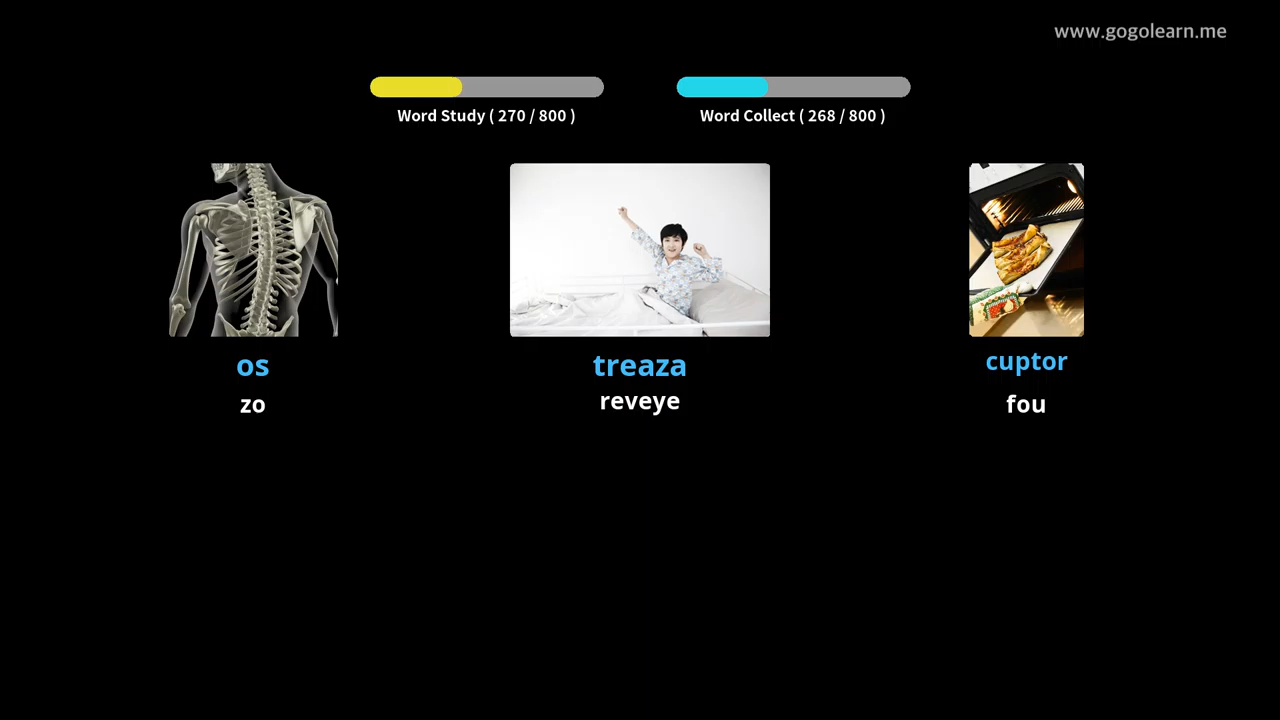 www.gogolearn.me
Word Study ( 270 / 800 )
Word Collect ( 268 / 800 )
os
treaza
cuptor
zo
reveye
fou